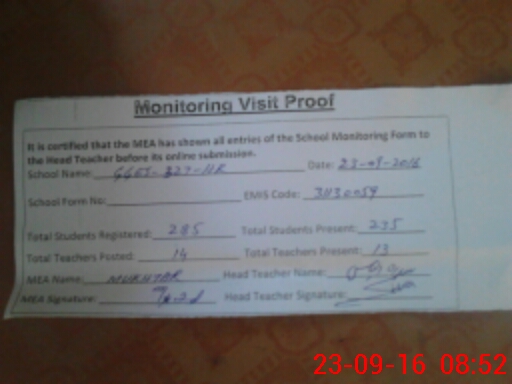 Monitoring Visit Proof
It is certified that the MEA has shown all entries of the School Monitoring Form to
the Head Teacher before its online submission.
School Name: Date: 23-09-2016
School Form No: EMIS Code: 31130059
Total Students Registered: 285 Total Students Present: 235
Total Teachers Posted: 14 Total Teachers Present: 13
MEA Name: MUKHTAR Head Teacher Name:
MEA Signature: Head Teacher Signature:
23-09-16 08:52